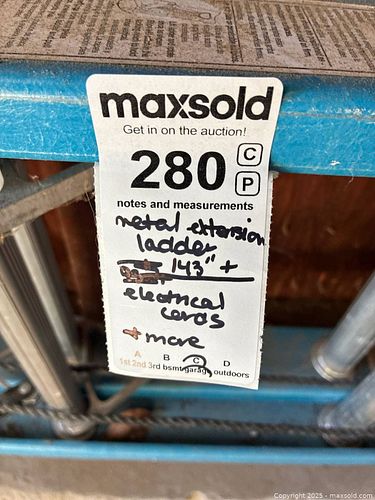 maxsold
Get in on the auction!
280 C
P
notes and measurements
metal extension
ladder
143" +
electrical
cords
+ more
A B C D
1st 2nd 3rd bsmt garage outdoors
Copyright © 2025 - maxsold.com